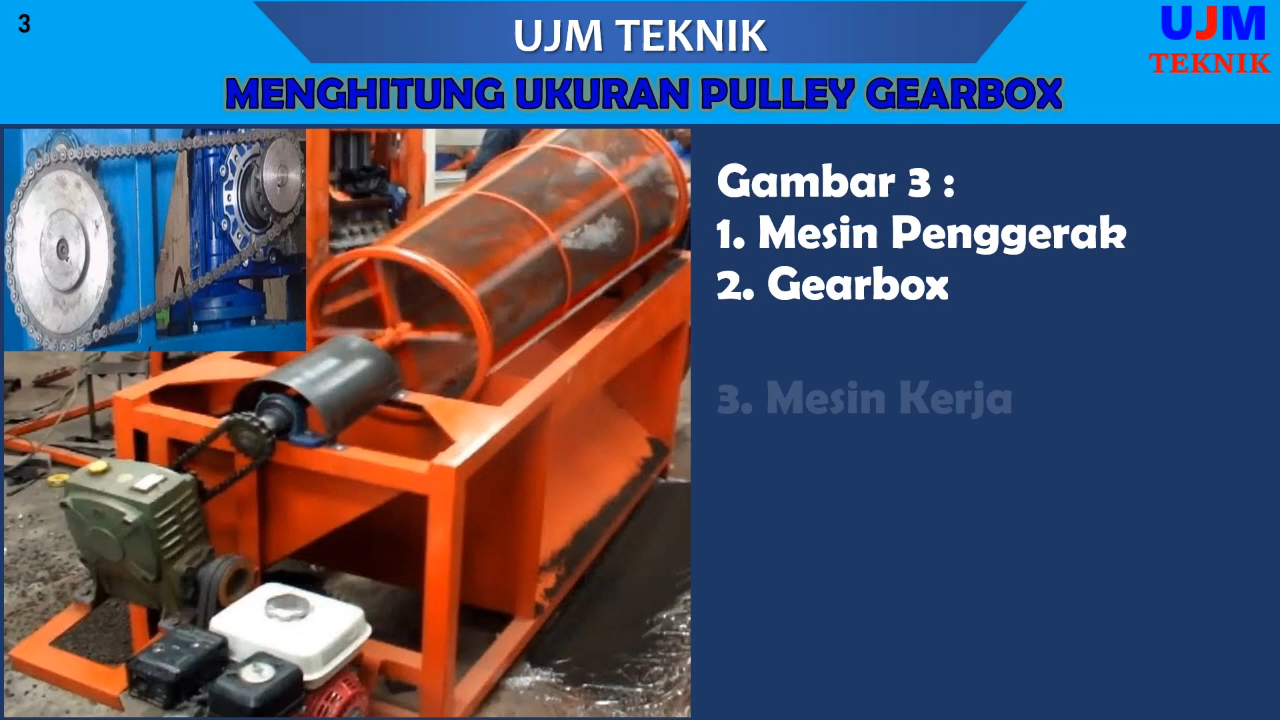 3
UJM TEKNIK
UJM
TEKNIK
MENGHITUNG UKURAN PULLEY GEARBOX
Gambar 3 :
1. Mesin Penggerak
2. Gearbox
3. Mesin Kerja